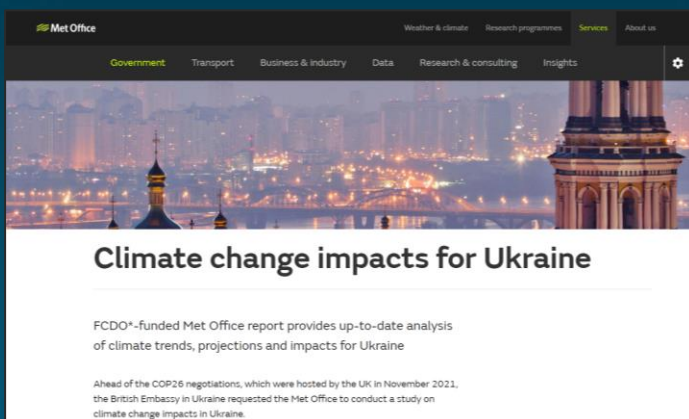 Met Office
Weather & climate Research programmes Services About us
Government Transport Business & industry Data Research & consulting Insights
Climate change impacts for Ukraine
FCDO*-funded Met Office report provides up-to-date analysis
of climate trends, projections and impacts for Ukraine
Ahead of the COP26 negotiations, which were hosted by the UK in November 2021,
the British Embassy in Ukraine requested the Met Office to conduct a study on
climate change impacts in Ukraine.